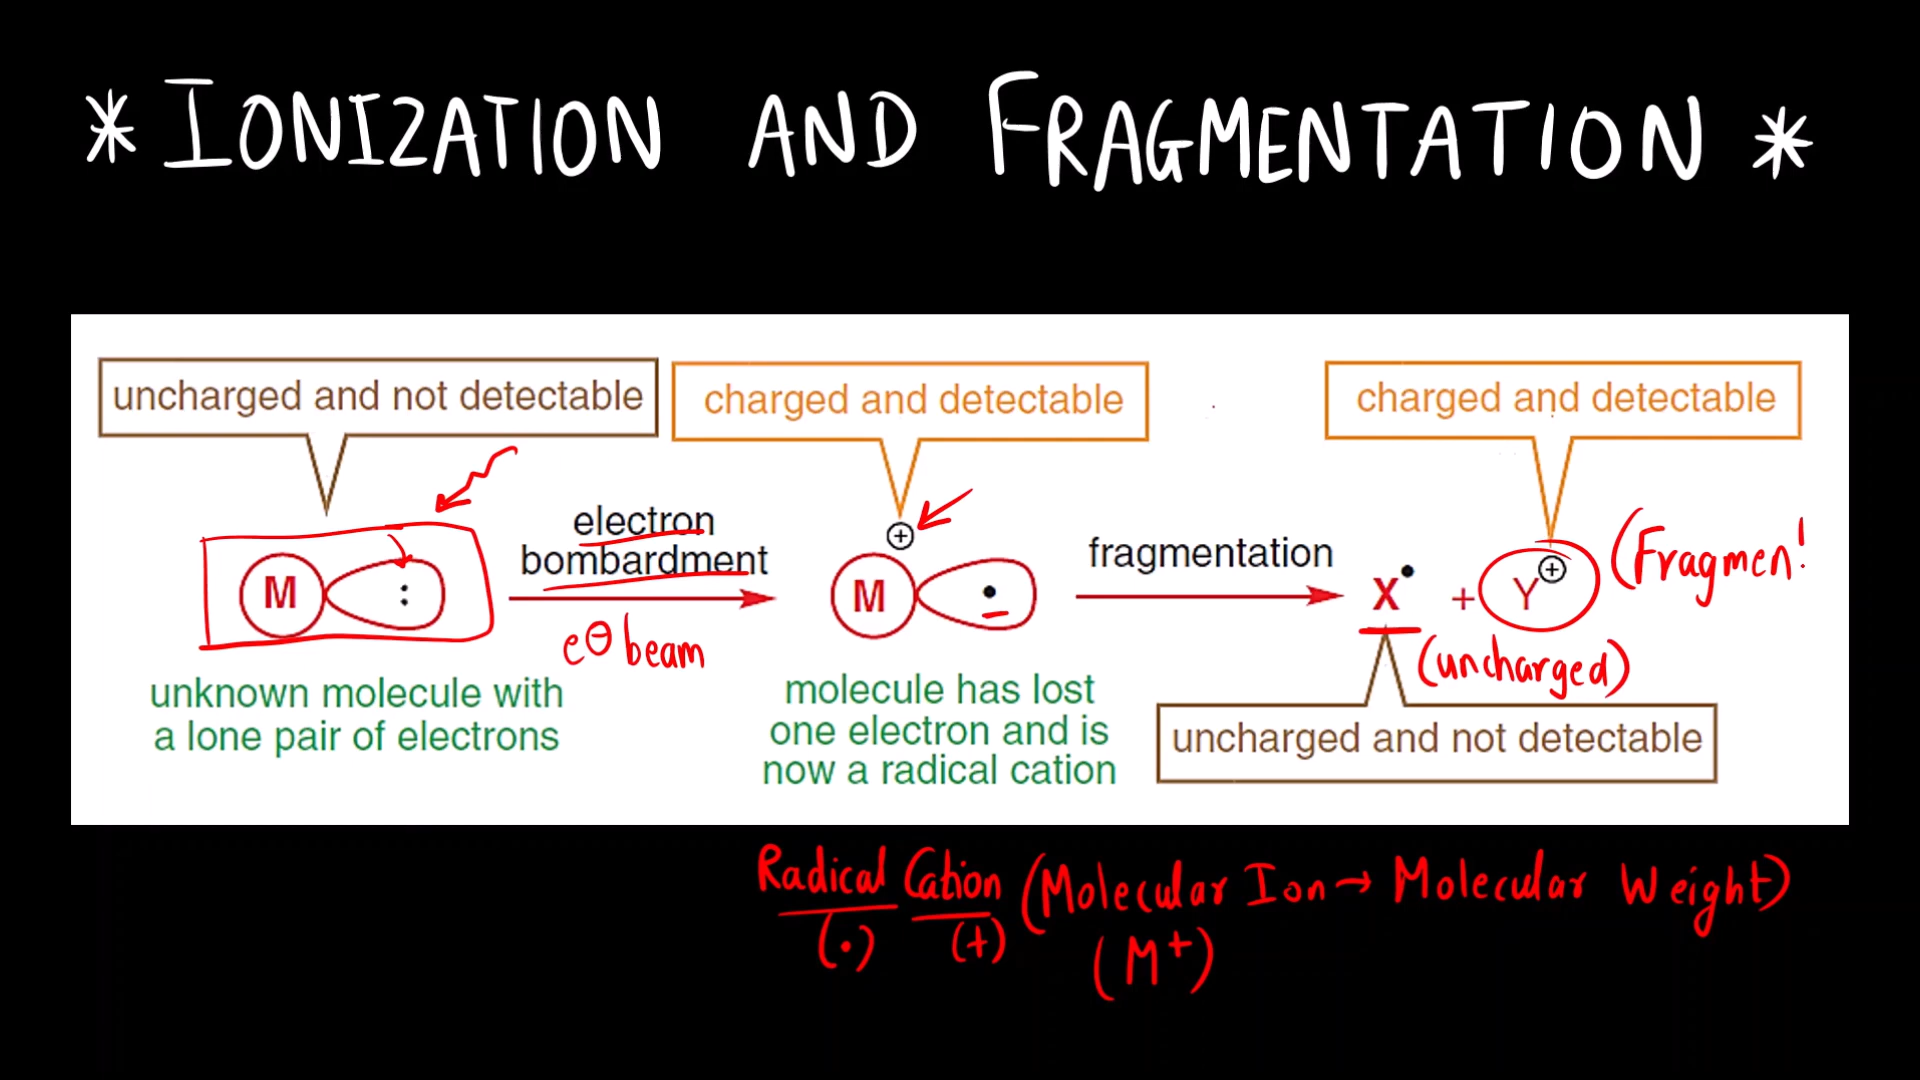 * IONIZATION AND FRAGMENTATION *
uncharged and not detectable
charged and detectable
charged and detectable
electron
bombardment
e⊖ beam
fragmentation
M :
M •
⊕
X• + Y⊕
(Fragmen!
(uncharged)
unknown molecule with
a lone pair of electrons
molecule has lost
one electron and is
now a radical cation
uncharged and not detectable
Radical Cation (Molecular Ion → Molecular Weight)
(•) (+) (M+)